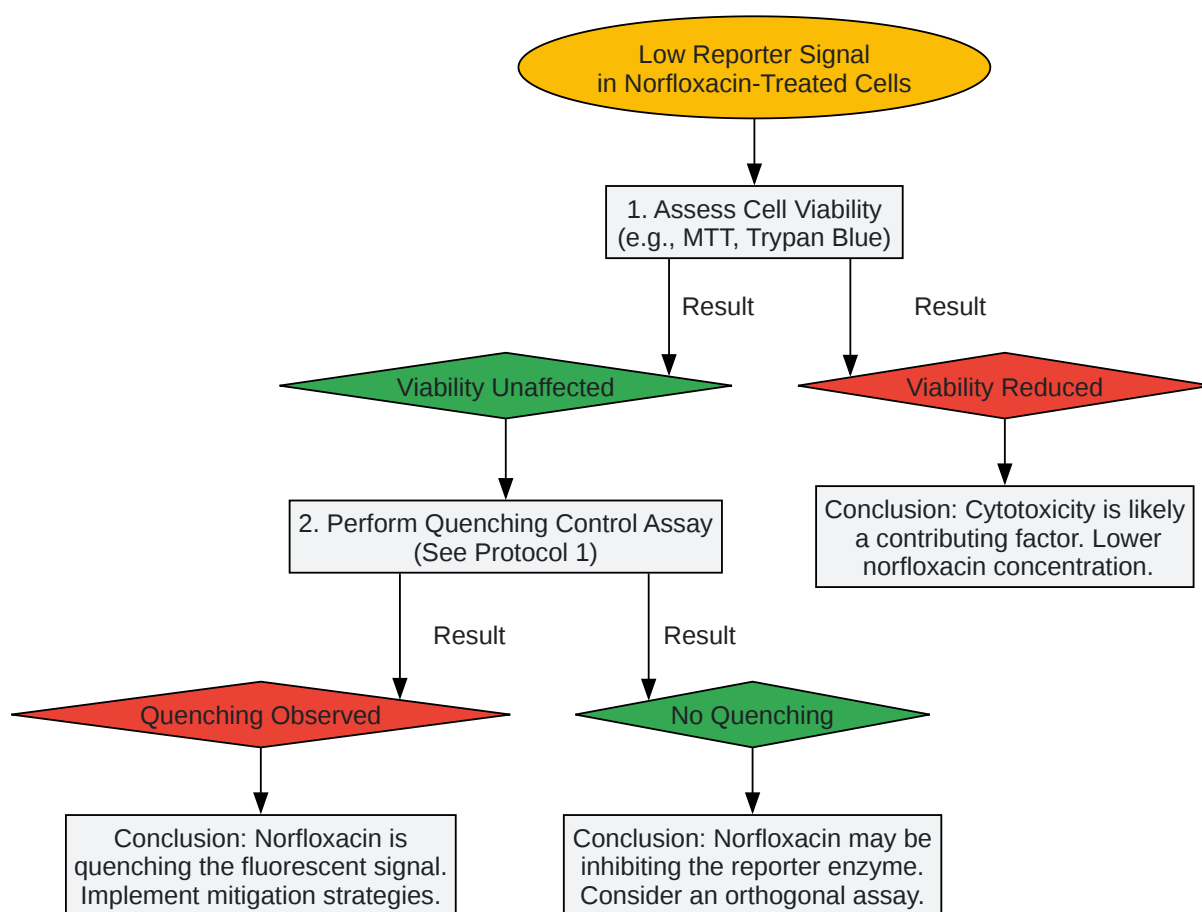 Low Reporter Signal
in Norfloxacin-Treated Cells
1. Assess Cell Viability
(e.g., MTT, Trypan Blue)
Result
Result
Viability Unaffected
Viability Reduced
2. Perform Quenching Control Assay
(See Protocol 1)
Conclusion: Cytotoxicity is likely
a contributing factor. Lower
norfloxacin concentration.
Result
Result
Quenching Observed
No Quenching
Conclusion: Norfloxacin is
quenching the fluorescent signal.
Implement mitigation strategies.
Conclusion: Norfloxacin may be
inhibiting the reporter enzyme.
Consider an orthogonal assay.